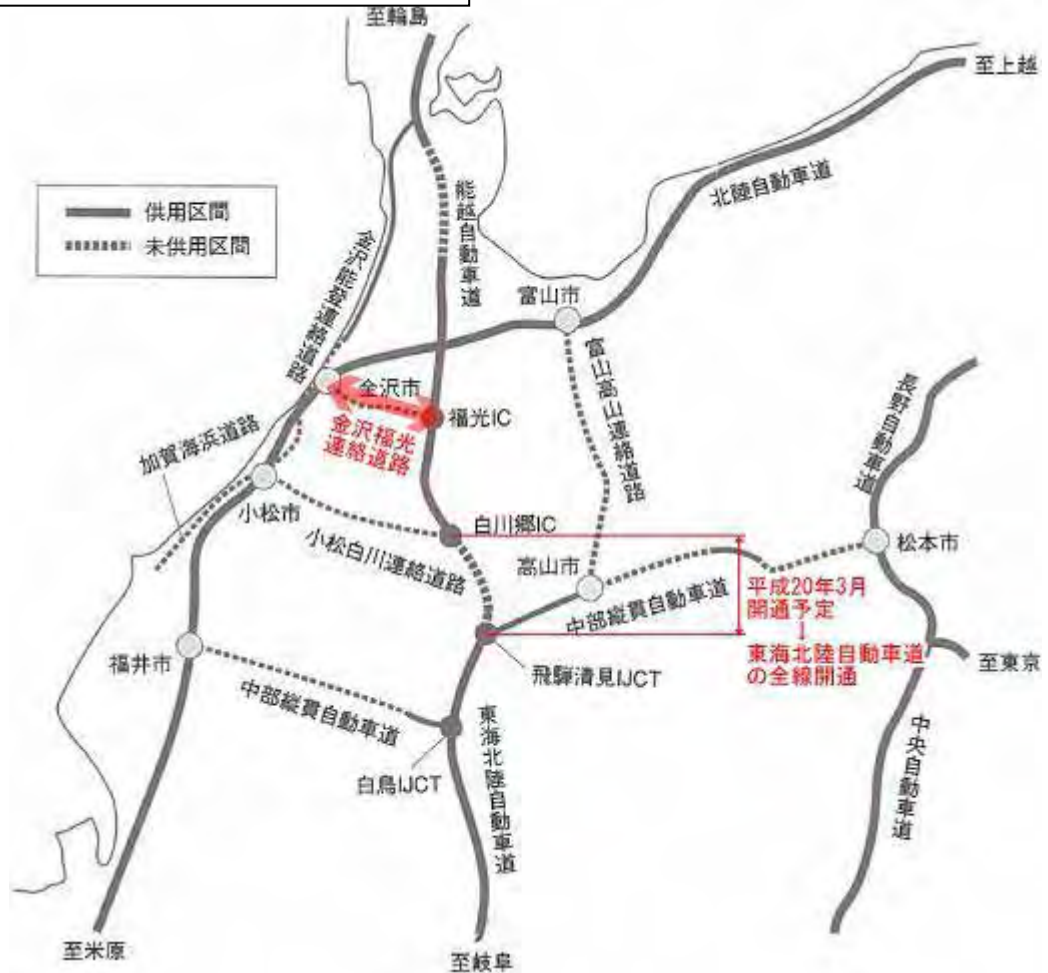 至輪島
至上越
北陸自動車道
供用区間
未供用区間
能越自動車道
金沢能登連絡道路
富山市
金沢市
福光IC
金沢福光
連絡道路
富山高山連絡道路
長野自動車道
加賀海浜道路
小松市
小松白川連絡道路
白川郷IC
高山市
松本市
中部縦貫自動車道
平成20年3月
開通予定
↓
東海北陸自動車道
の全線開通
至東京
福井市
飛騨清見IJCT
中部縦貫自動車道
白鳥IJCT
東海北陸自動車道
中央自動車道
至米原
至岐阜